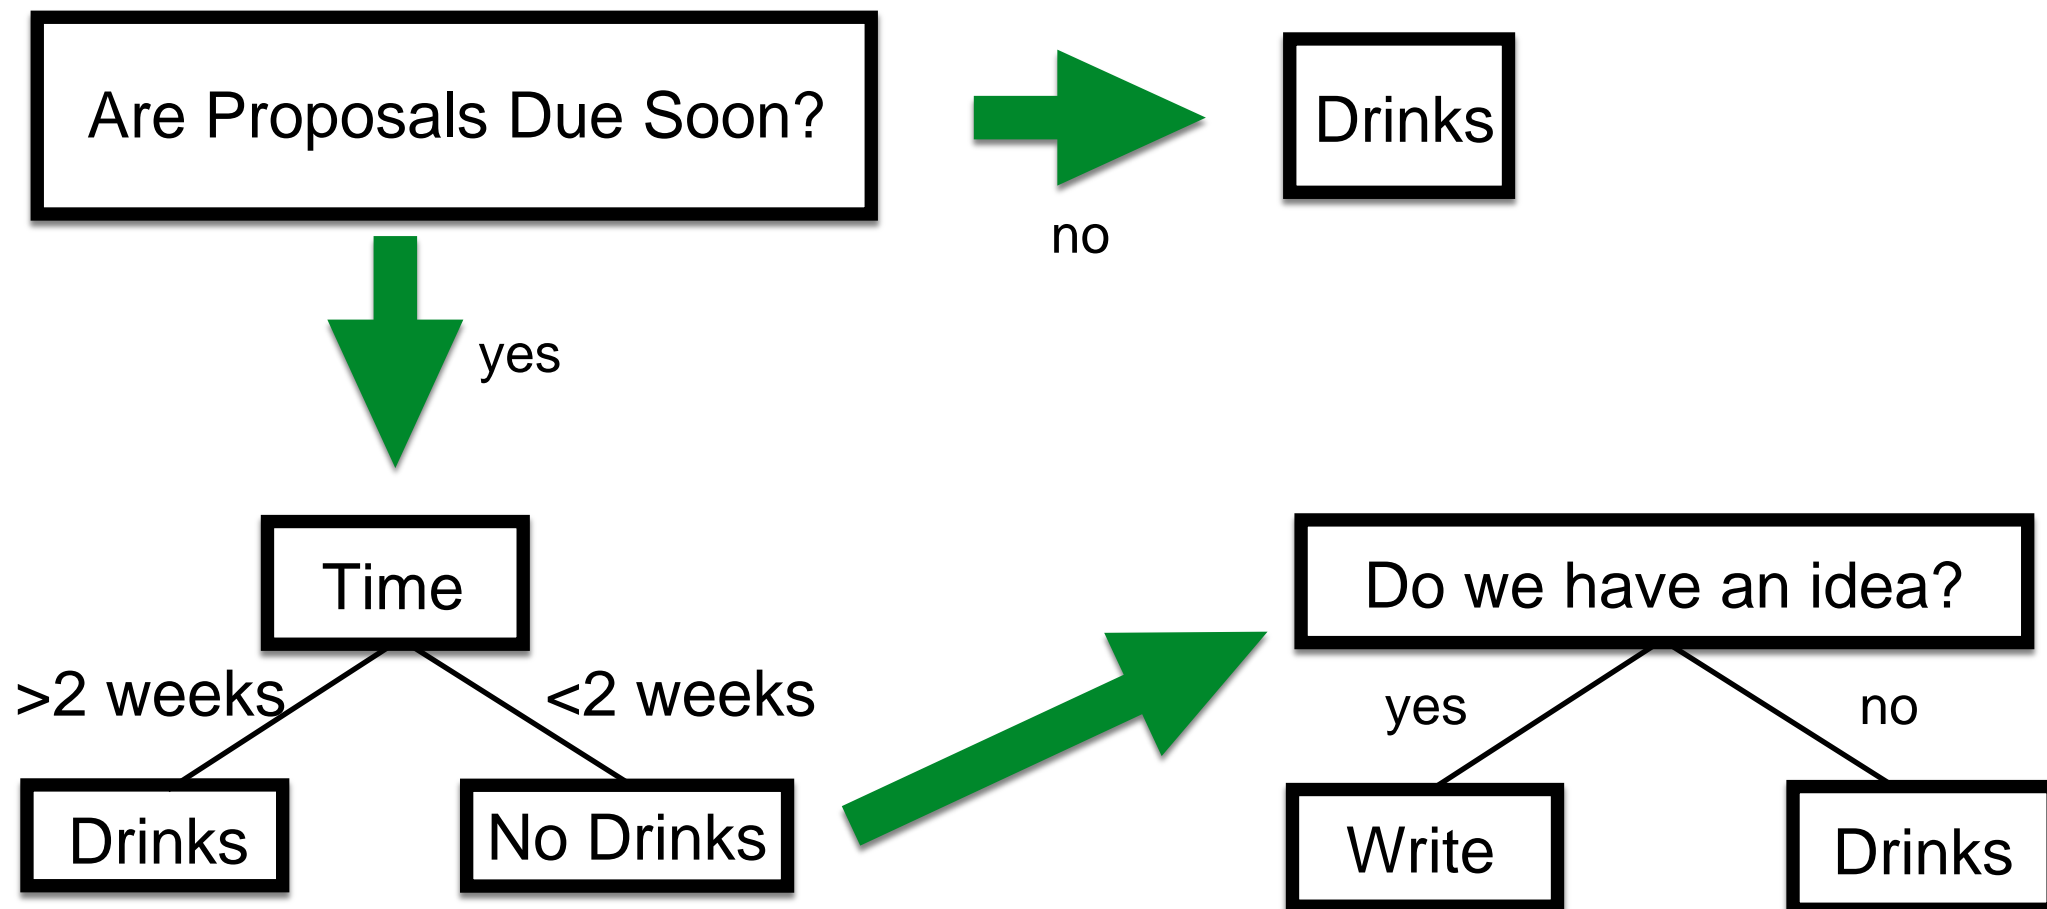 Are Proposals Due Soon?
Drinks
no
yes
Time
Do we have an idea?
>2 weeks
<2 weeks
yes
no
Drinks
No Drinks
Write
Drinks